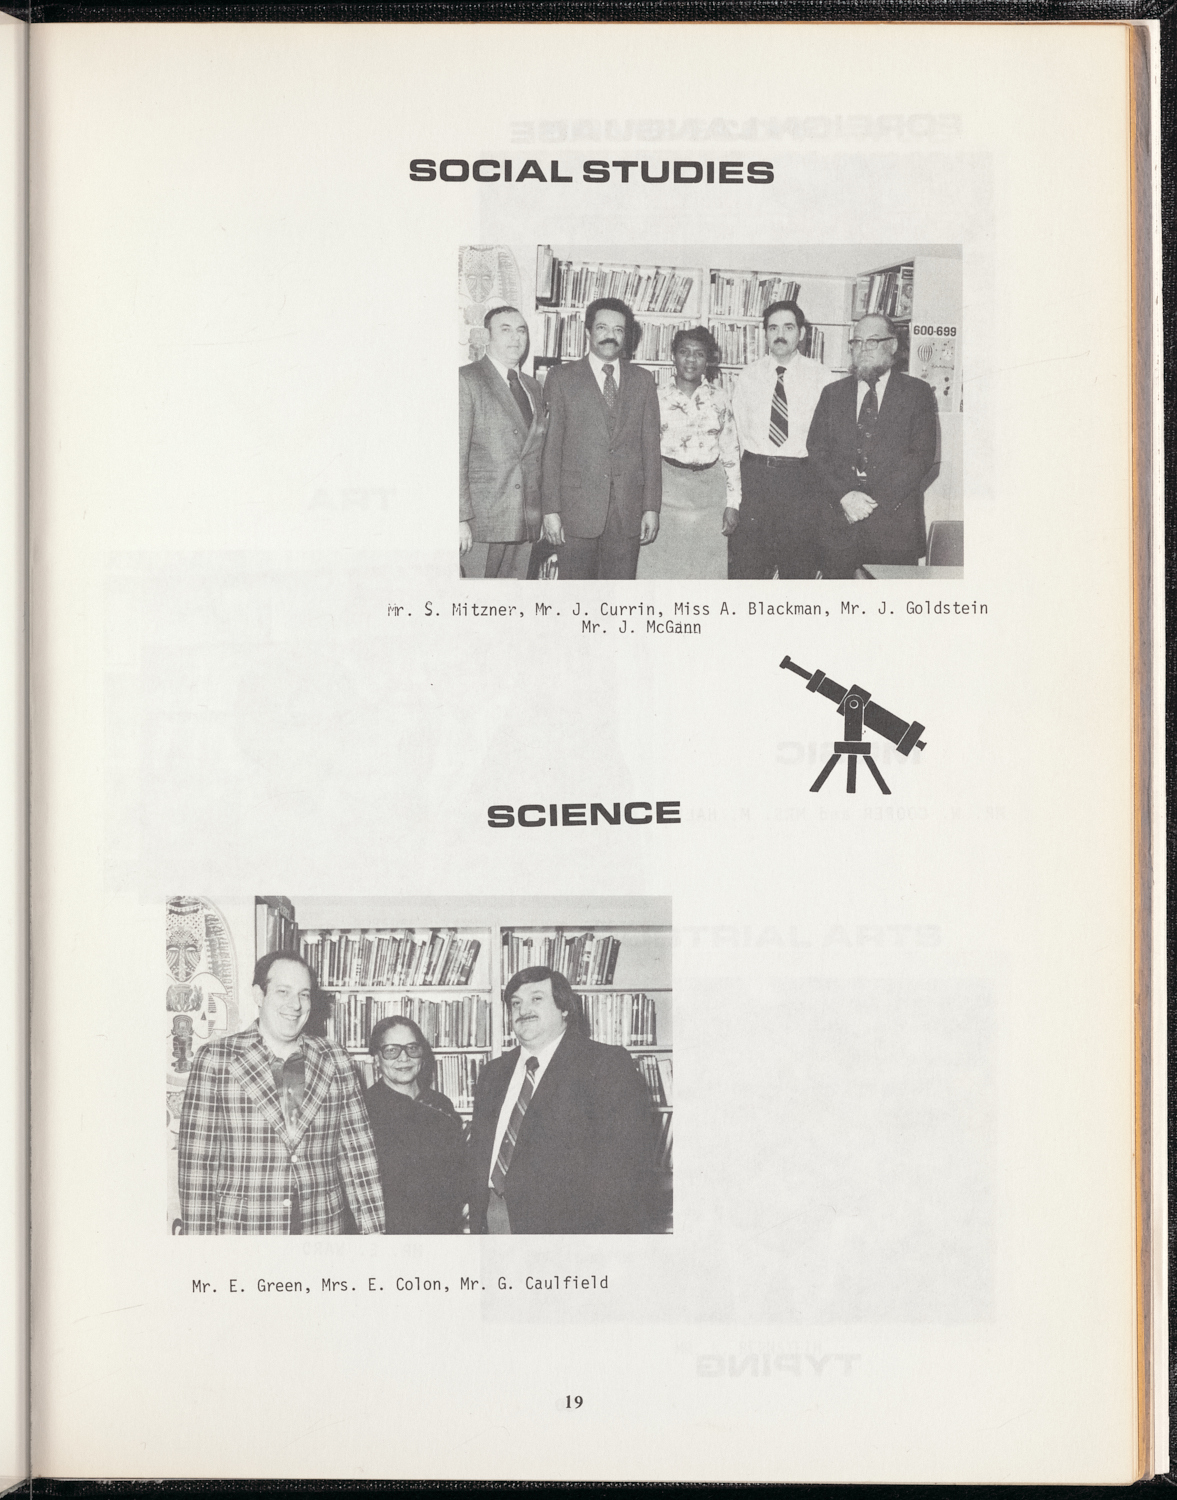 SOCIAL STUDIES
600-699
Mr. S. Mitzner, Mr. J. Currin, Miss A. Blackman, Mr. J. Goldstein
Mr. J. McGann
SCIENCE
Mr. E. Green, Mrs. E. Colon, Mr. G. Caulfield
19